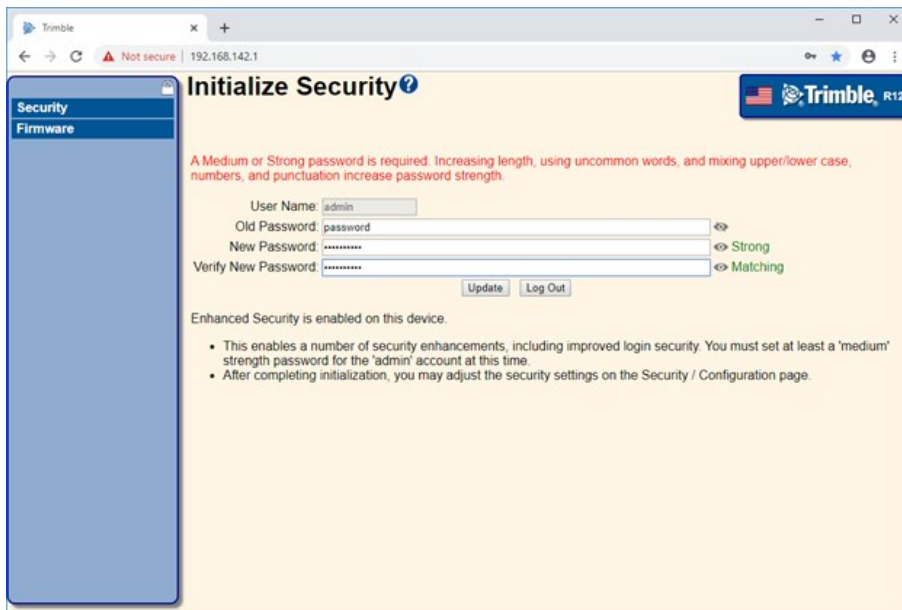 Trimble
Not secure | 192.168.142.1
Initialize Security?
Trimble. R12
Security
Firmware
A Medium or Strong password is required. Increasing length, using uncommon words, and mixing upper/lower case,
numbers, and punctuation increase password strength.
User Name: admin
Old Password: password
New Password: •••••••••• Strong
Verify New Password: •••••••••• Matching
Update Log Out
Enhanced Security is enabled on this device.
• This enables a number of security enhancements, including improved login security. You must set at least a 'medium'
strength password for the 'admin' account at this time.
• After completing initialization, you may adjust the security settings on the Security / Configuration page.